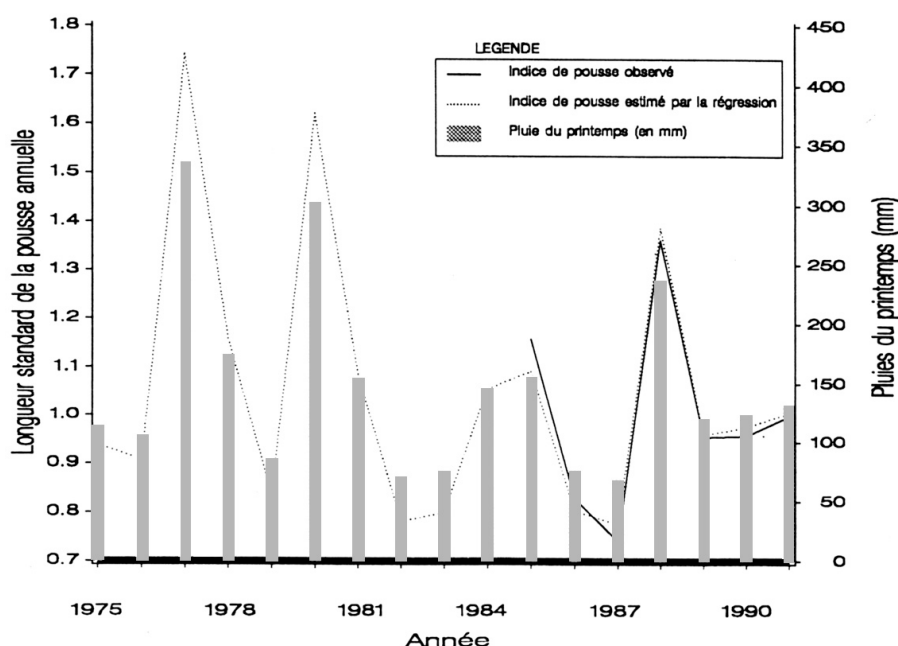 LEGENDE
Indice de pousse observé
Indice de pousse estimé par la régression
Pluie du printemps (en mm)
Longueur standard de la pousse annuelle
1.8
1.7
1.6
1.5
1.4
1.3
1.2
1.1
1.0
0.9
0.8
0.7
450
400
350
300
250
200
150
100
50
0
Pluies du printemps (mm)
1975 1978 1981 1984 1987 1990
Année